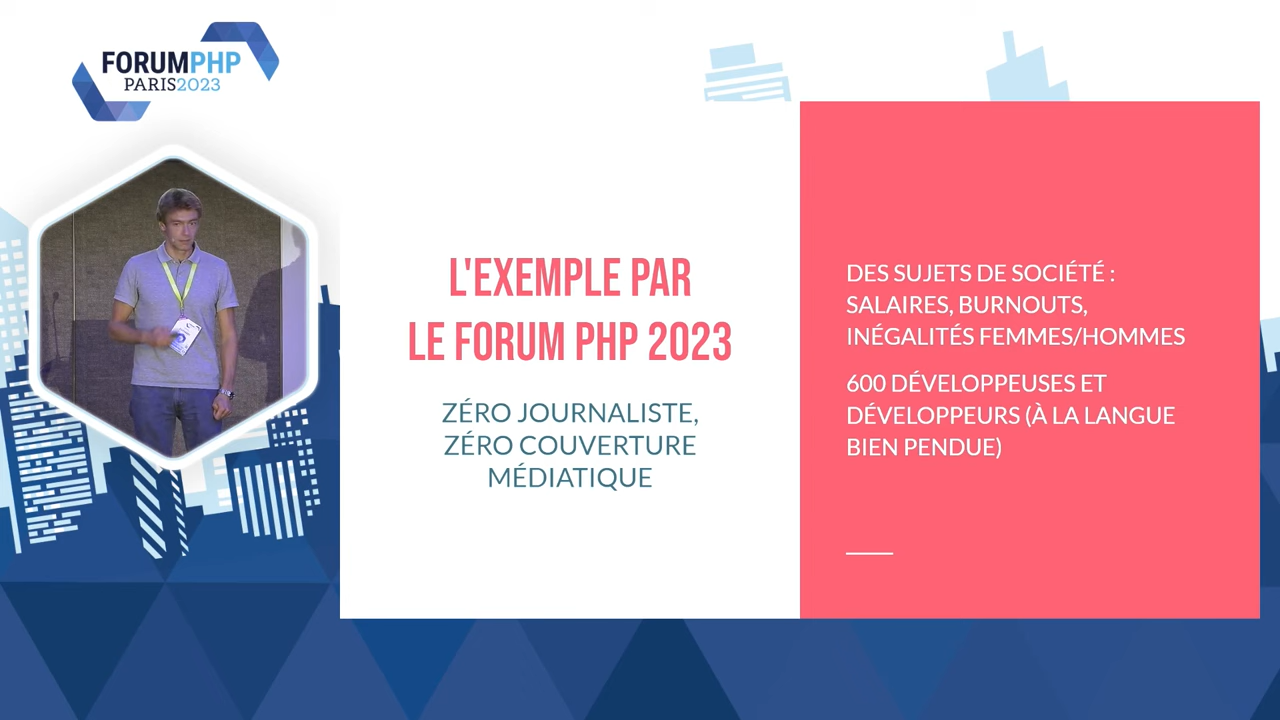 FORUMPHP
PARIS2023
L'EXEMPLE PAR
LE FORUM PHP 2023
ZÉRO JOURNALISTE,
ZÉRO COUVERTURE
MÉDIATIQUE
DES SUJETS DE SOCIÉTÉ :
SALAIRES, BURNOUTS,
INÉGALITÉS FEMMES/HOMMES
600 DÉVELOPPEUSES ET
DÉVELOPPEURS (À LA LANGUE
BIEN PENDUE)